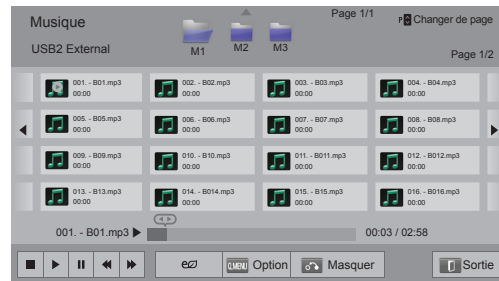 Musique
Page 1/1
P Changer de page
USB2 External
M1 M2 M3
Page 1/2
001. - B01.mp3
00:00
002. - B02.mp3
00:00
003. - B03.mp3
00:00
004. - B04.mp3
00:00
005. - B05.mp3
00:00
006. - B06.mp3
00:00
007. - B07.mp3
00:00
008. - B08.mp3
00:00
009. - B09.mp3
00:00
010. - B10.mp3
00:00
011. - B011.mp3
00:00
012. - B12.mp3
00:00
013. - B13.mp3
00:00
014. - B014.mp3
00:00
015. - B15.mp3
00:00
016. - B016.mp3
00:00
001. - B01.mp3
00:03 / 02:58
Q.MENU Option
Masquer
Sortie